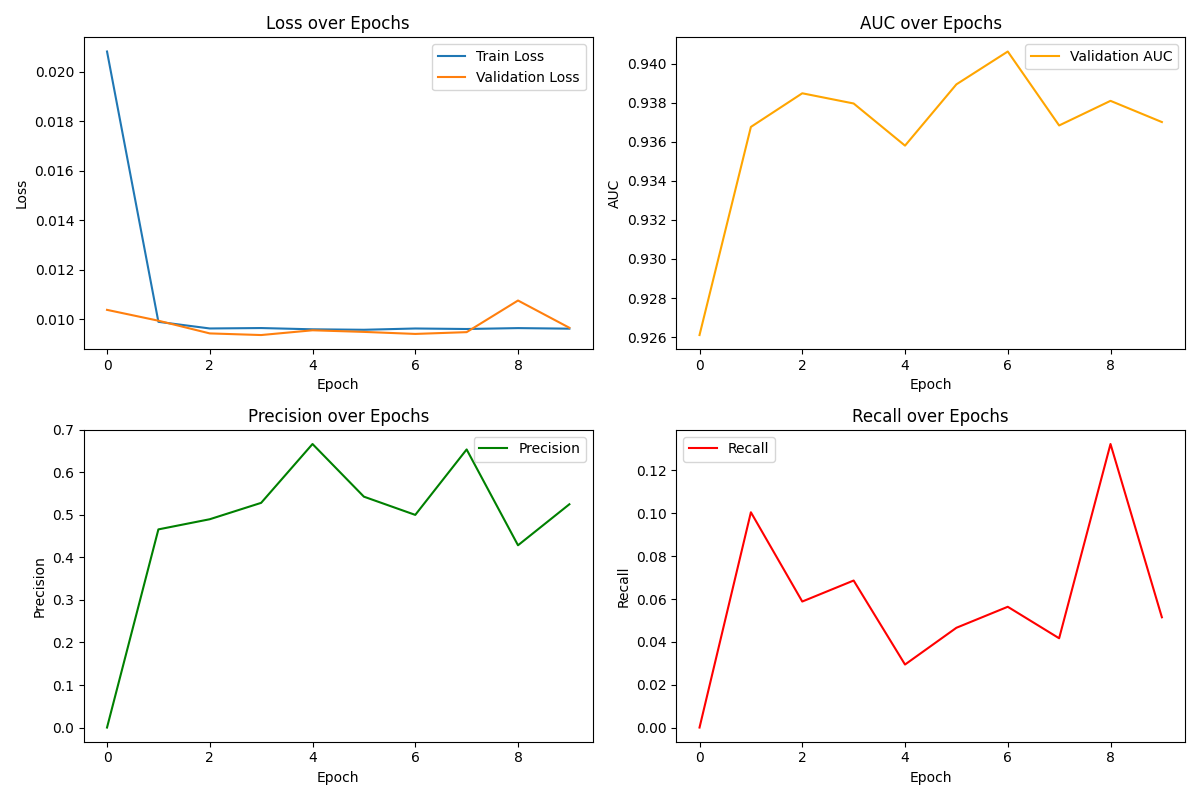 Loss over Epochs
Train Loss
Validation Loss
0.020
0.018
0.016
0.014
0.012
0.010
Loss
0 2 4 6 8
Epoch
AUC over Epochs
Validation AUC
0.940
0.938
0.936
0.934
0.932
0.930
0.928
0.926
AUC
0 2 4 6 8
Epoch
Precision over Epochs
Precision
0.7
0.6
0.5
0.4
0.3
0.2
0.1
0.0
Precision
0 2 4 6 8
Epoch
Recall over Epochs
Recall
0.12
0.10
0.08
0.06
0.04
0.02
0.00
Recall
0 2 4 6 8
Epoch